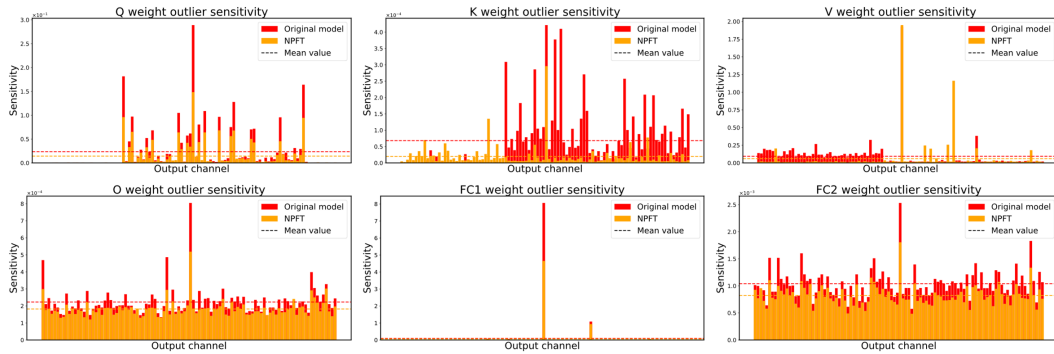 Q weight outlier sensitivity
×10⁻¹
3.0
2.5
2.0
1.5
1.0
0.5
0.0
Sensitivity
Output channel
Original model
NPFT
Mean value
K weight outlier sensitivity
×10⁻⁴
4.0
3.5
3.0
2.5
2.0
1.5
1.0
0.5
0.0
Sensitivity
Output channel
Original model
NPFT
Mean value
V weight outlier sensitivity
2.00
1.75
1.50
1.25
1.00
0.75
0.50
0.25
0.00
Sensitivity
Output channel
Original model
NPFT
Mean value
O weight outlier sensitivity
8
7
6
5
4
3
2
1
0
Sensitivity
Output channel
Original model
NPFT
Mean value
FC1 weight outlier sensitivity
8
7
6
5
4
3
2
1
0
Sensitivity
Output channel
Original model
NPFT
Mean value
FC2 weight outlier sensitivity
2.5
2.0
1.5
1.0
0.5
0.0
Sensitivity
Output channel
Original model
NPFT
Mean value